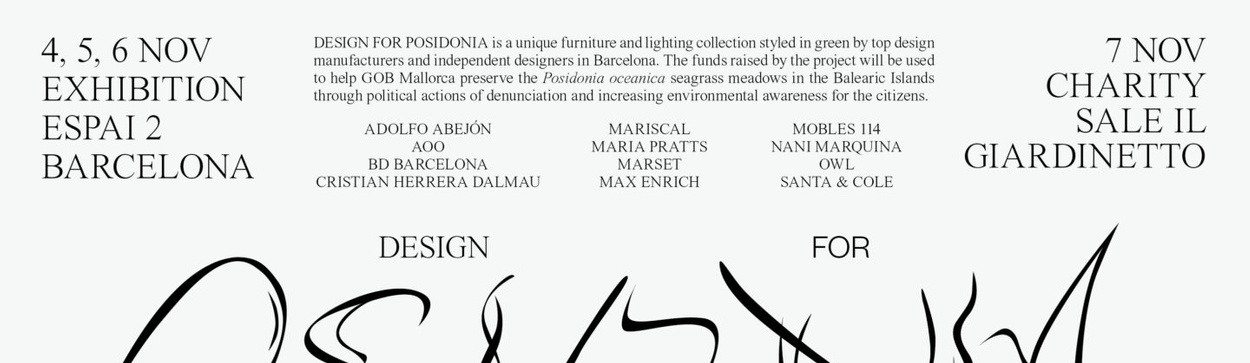 4, 5, 6 NOV
EXHIBITION
ESPAI 2
BARCELONA
DESIGN FOR POSIDONIA is a unique furniture and lighting collection styled in green by top design
manufacturers and independent designers in Barcelona. The funds raised by the project will be used
to help GOB Mallorca preserve the Posidonia oceanica seagrass meadows in the Balearic Islands
through political actions of denunciation and increasing environmental awareness for the citizens.
ADOLFO ABEJÓN
AOO
BD BARCELONA
CRISTIAN HERRERA DALMAU
MARISCAL
MARIA PRATTS
MARSET
MAX ENRICH
MOBLES 114
NANI MARQUINA
OWL
SANTA & COLE
7 NOV
CHARITY
SALE IL
GIARDINETTO
DESIGN FOR